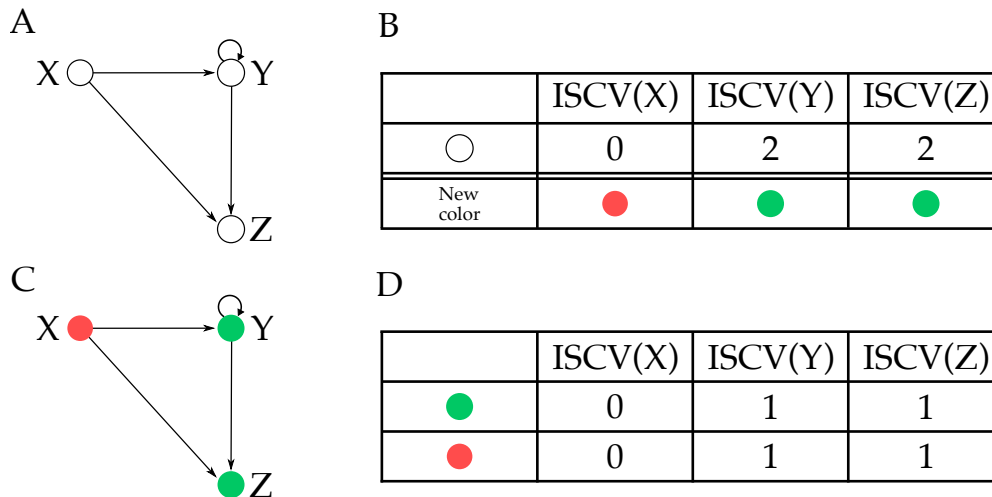 A
X
Y
Z
B
ISCV(X) ISCV(Y) ISCV(Z)
0 2 2
New
color
C
X
Y
Z
D
ISCV(X) ISCV(Y) ISCV(Z)
0 1 1
0 1 1